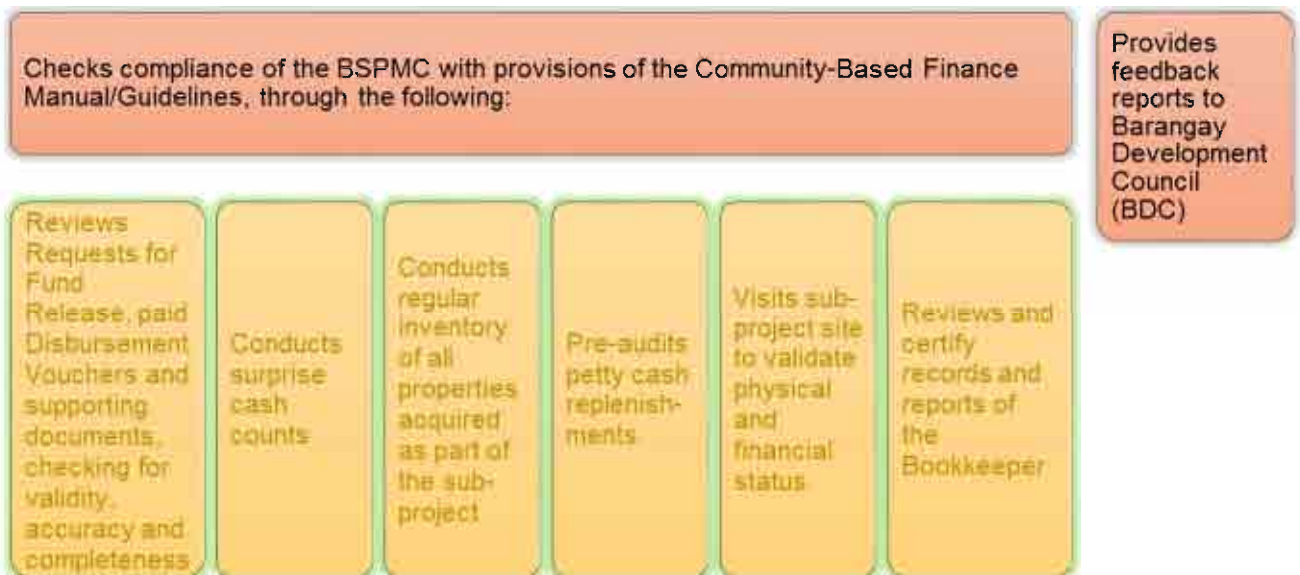 Checks compliance of the BSPMC with provisions of the Community-Based Finance
Manual/Guidelines, through the following:
Provides
feedback
reports to
Barangay
Development
Council
(BDC)
Reviews
Requests for
Fund
Release, paid
Disbursement
Vouchers and
supporting
documents,
checking for
validity,
accuracy and
completeness
Conducts
surprise
cash
counts
Conducts
regular
inventory
of all
properties
acquired
as part of
the sub-
project
Pre-audits
petty cash
replenish-
ments
Visits sub-
project site
to validate
physical
and
financial
status
Reviews and
certify
records and
reports of
the
Bookkeeper